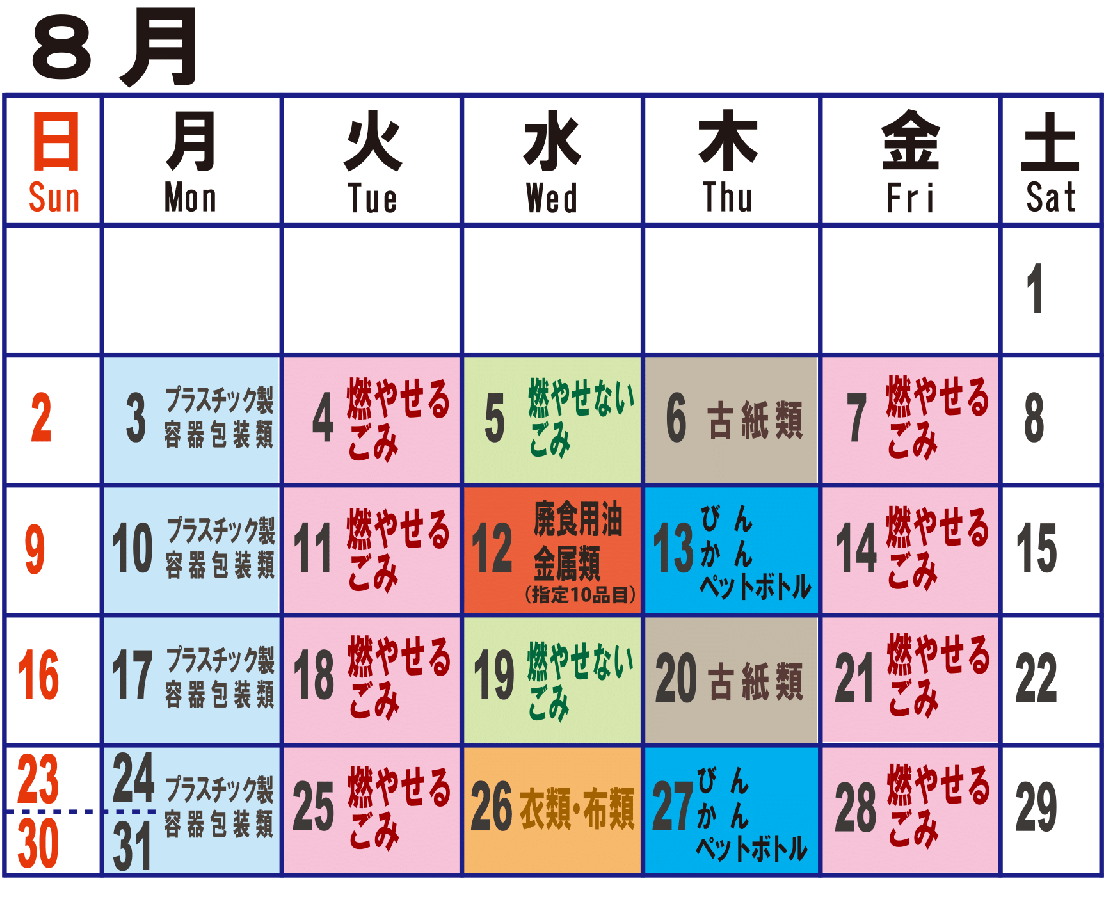 8月
日 月 火 水 木 金 土
Sun Mon Tue Wed Thu Fri Sat
1
2
3 プラスチック製
容器包装類
4 燃やせる
ごみ
5 燃やせない
ごみ
6 古紙類
7 燃やせる
ごみ
8
9
10 プラスチック製
容器包装類
11 燃やせる
ごみ
12 廃食用油
金属類
(指定10品目)
13 びん
かん
ペットボトル
14 燃やせる
ごみ
15
16
17 プラスチック製
容器包装類
18 燃やせる
ごみ
19 燃やせない
ごみ
20 古紙類
21 燃やせる
ごみ
22
23
30
24
31
プラスチック製
容器包装類
25 燃やせる
ごみ
26 衣類・布類
27 びん
かん
ペットボトル
28 燃やせる
ごみ
29